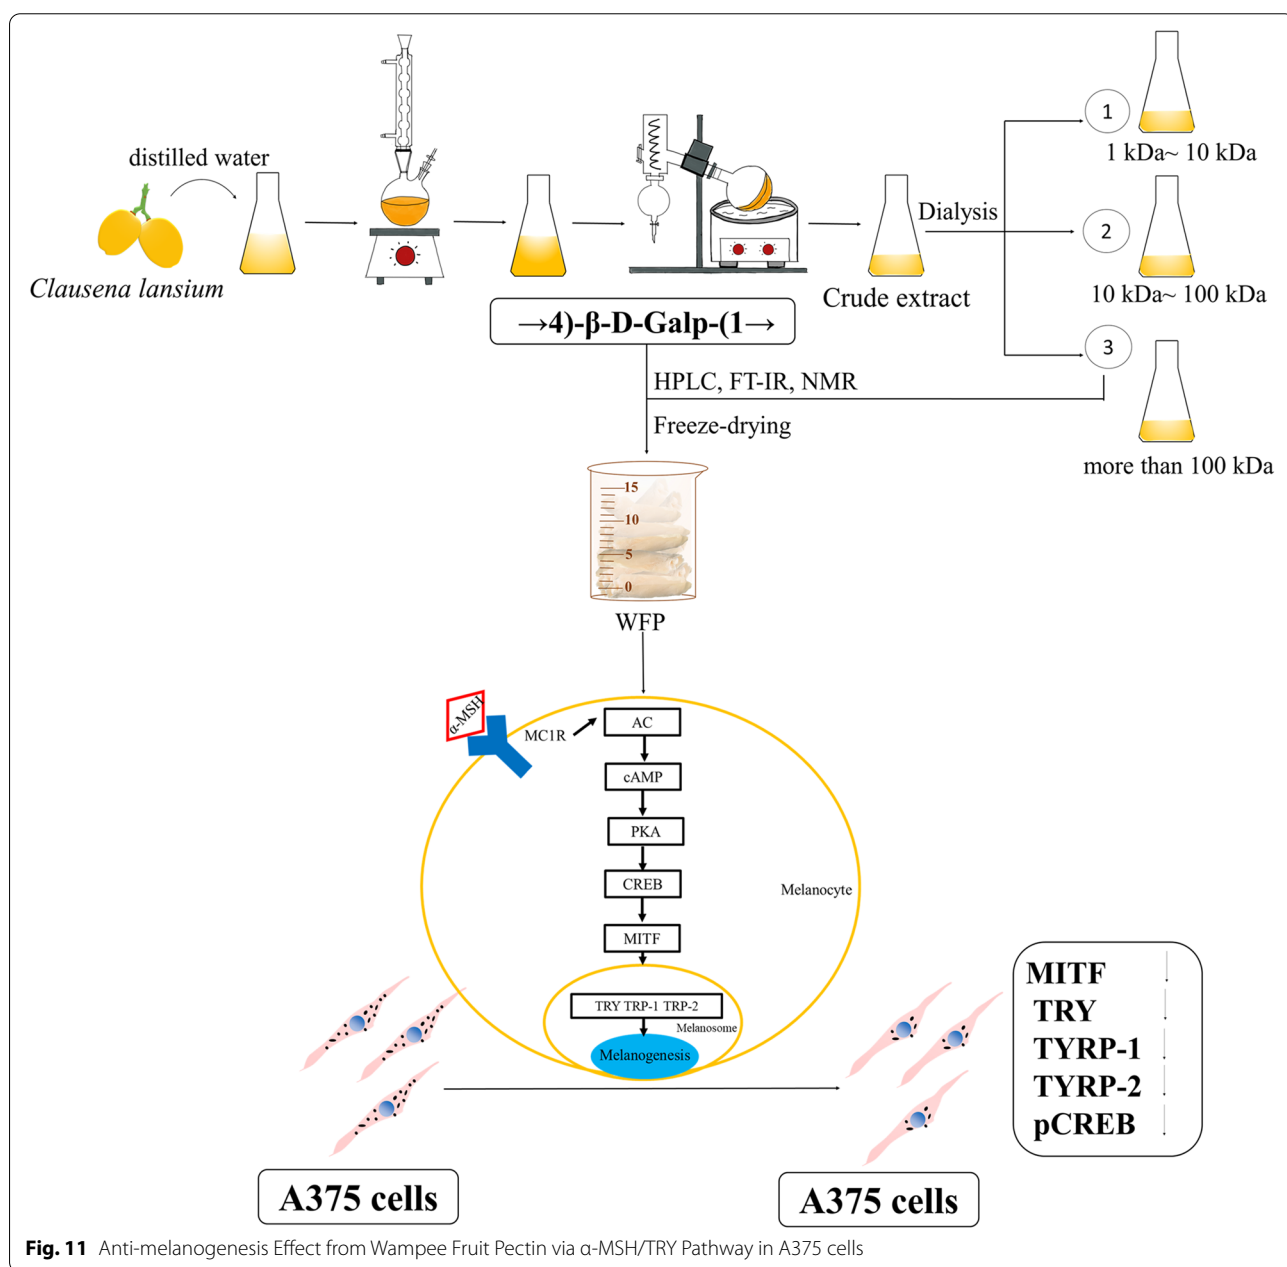 distilled water
Clausena lansium
Crude extract
Dialysis
1
1 kDa~ 10 kDa
2
10 kDa~ 100 kDa
3
more than 100 kDa
→4)-β-D-Galp-(1→
HPLC, FT-IR, NMR
Freeze-drying
15
10
5
0
WFP
α-MSH
MC1R
AC
cAMP
PKA
CREB
Melanocyte
MITF
TRY TRP-1 TRP-2
Melanosome
Melanogenesis
MITF ↓
TRY ↓
TYRP-1 ↓
TYRP-2 ↓
pCREB ↓
A375 cells
A375 cells
Fig. 11 Anti-melanogenesis Effect from Wampee Fruit Pectin via α-MSH/TRY Pathway in A375 cells